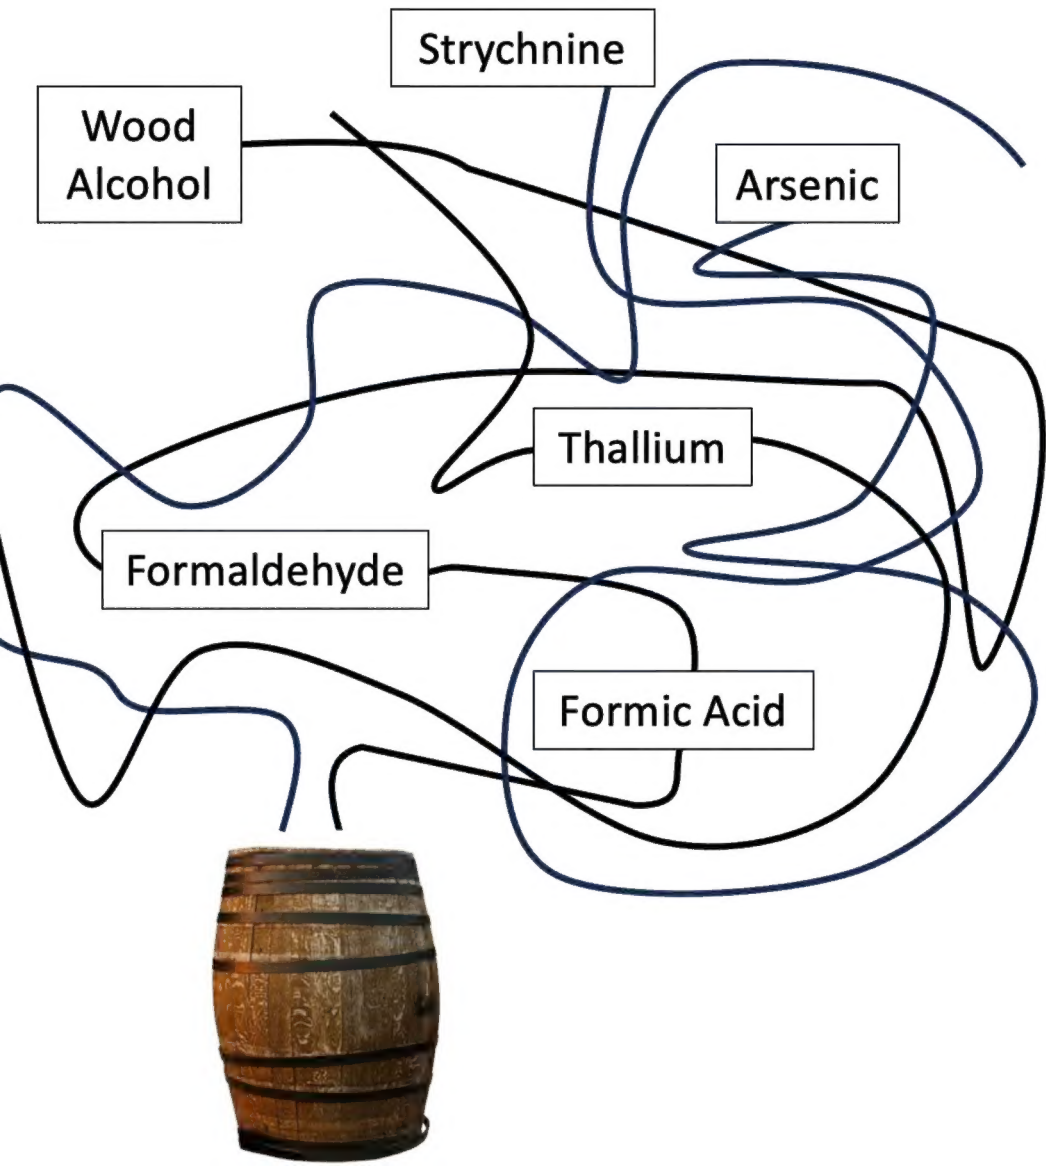 Strychnine
Wood
Alcohol
Arsenic
Thallium
Formaldehyde
Formic Acid